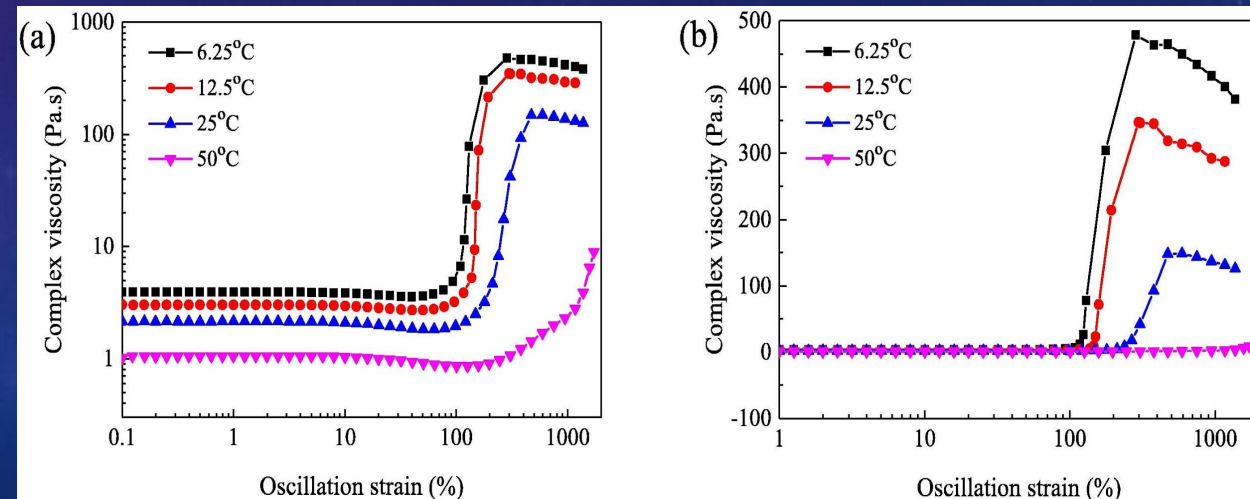 (a)
1000
100
10
1
0.1
1
10
100
1000
Complex viscosity (Pa.s)
Oscillation strain (%)
6.25°C
12.5°C
25°C
50°C
(b)
500
400
300
200
100
0
-100
1
10
100
1000
Complex viscosity (Pa.s)
Oscillation strain (%)
6.25°C
12.5°C
25°C
50°C